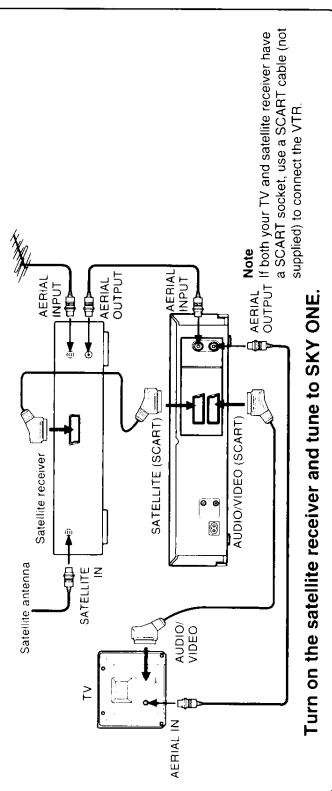 Satellite antenna
Satellite receiver
AERIAL
INPUT
AERIAL
OUTPUT
SATELLITE
IN
TV
SATELLITE (SCART)
AERIAL
INPUT
AUDIO/
VIDEO
AUDIO/VIDEO (SCART)
AERIAL IN
AERIAL
OUTPUT
Note
If both your TV and satellite receiver have
a SCART socket, use a SCART cable (not
supplied) to connect the VTR.
Turn on the satellite receiver and tune to SKY ONE.